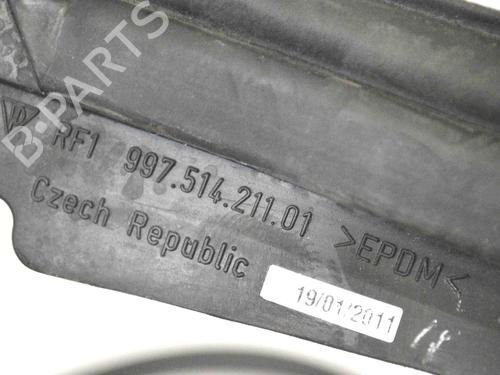 B-PARTS
RF1 997.514.211.01
>EPDM<
Czech Republic
19/01/2011